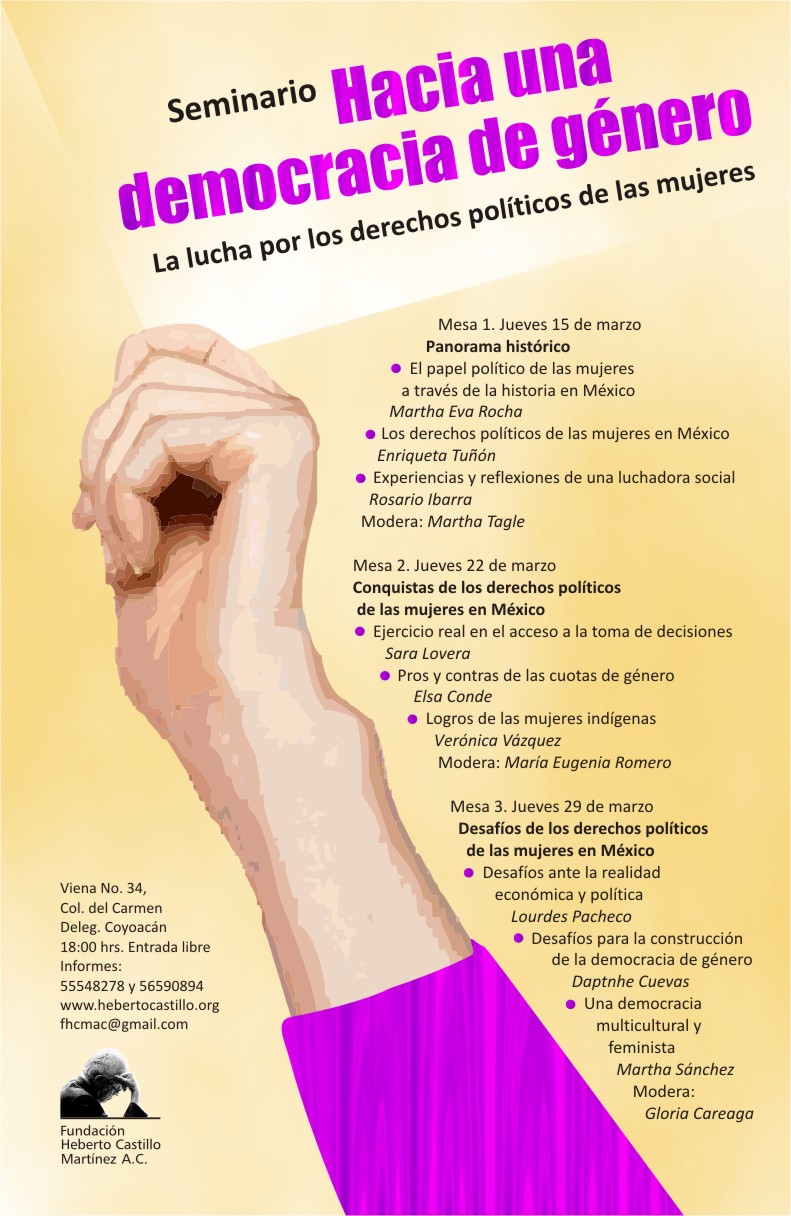 Seminario Hacia una
democracia de género
La lucha por los derechos políticos de las mujeres
Mesa 1. Jueves 15 de marzo
Panorama histórico
● El papel político de las mujeres
a través de la historia en México
Martha Eva Rocha
● Los derechos políticos de las mujeres en México
Enriqueta Tuñón
● Experiencias y reflexiones de una luchadora social
Rosario Ibarra
Modera: Martha Tagle
Mesa 2. Jueves 22 de marzo
Conquistas de los derechos políticos
de las mujeres en México
● Ejercicio real en el acceso a la toma de decisiones
Sara Lovera
● Pros y contras de las cuotas de género
Elsa Conde
● Logros de las mujeres indígenas
Verónica Vázquez
Modera: María Eugenia Romero
Mesa 3. Jueves 29 de marzo
Desafíos de los derechos políticos
de las mujeres en México
● Desafíos ante la realidad
económica y política
Lourdes Pacheco
● Desafíos para la construcción
de la democracia de género
Daptnhe Cuevas
● Una democracia
multicultural y
feminista
Martha Sánchez
Modera:
Gloria Careaga
Viena No. 34,
Col. del Carmen
Deleg. Coyoacán
18:00 hrs. Entrada libre
Informes:
55548278 y 56590894
www.hebertocastillo.org
fhcmac@gmail.com
Fundación
Heberto Castillo
Martínez A.C.